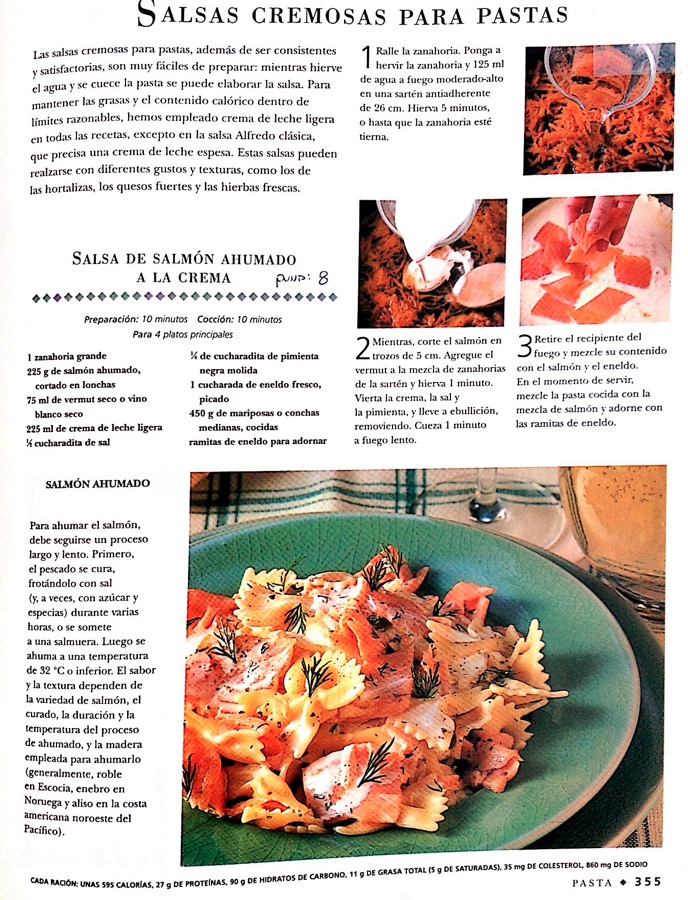 SALSAS CREMOSAS PARA PASTAS
Las salsas cremosas para pastas, además de ser consistentes
y satisfactorias, son muy fáciles de preparar: mientras hierve
el agua y se cuece la pasta se puede elaborar la salsa. Para
mantener las grasas y el contenido calórico dentro de
límites razonables, hemos empleado crema de leche ligera
en todas las recetas, excepto en la salsa Alfredo clásica,
que precisa una crema de leche espesa. Estas salsas pueden
realzarse con diferentes gustos y texturas, como los de
las hortalizas, los quesos fuertes y las hierbas frescas.
1 Ralle la zanahoria. Ponga a
hervir la zanahoria y 125 ml
de agua a fuego moderado-alto
en una sartén antiadherente
de 26 cm. Hierva 5 minutos,
o hasta que la zanahoria esté
tierna.
SALSA DE SALMÓN AHUMADO
A LA CREMA
8
Preparación: 10 minutos Cocción: 10 minutos
Para 4 platos principales
1 zanahoria grande
225 g de salmón ahumado,
cortado en lonchas
75 ml de vermut seco o vino
blanco seco
225 ml de crema de leche ligera
½ cucharadita de sal
¼ de cucharadita de pimienta
negra molida
1 cucharada de eneldo fresco,
picado
450 g de mariposas o conchas
medianas, cocidas
ramitas de eneldo para adornar
2 Mientras, corte el salmón en
trozos de 5 cm. Agregue el
vermut a la mezcla de zanahorias
de la sartén y hierva 1 minuto.
Vierta la crema, la sal y
la pimienta, y lleve a ebullición,
removiendo. Cueza 1 minuto
a fuego lento.
3 Retire el recipiente del
fuego y mezcle su contenido
con el salmón y el eneldo.
En el momento de servir,
mezcle la pasta cocida con la
mezcla de salmón y adorne con
las ramitas de eneldo.
SALMÓN AHUMADO
Para ahumar el salmón,
debe seguirse un proceso
largo y lento. Primero,
el pescado se cura,
frotándolo con sal
(y, a veces, con azúcar y
especias) durante varias
horas, o se somete
a una salmuera. Luego se
ahuma a una temperatura
de 32 °C o inferior. El sabor
y la textura dependen de
la variedad de salmón, el
curado, la duración y la
temperatura del proceso
de ahumado, y la madera
empleada para ahumarlo
(generalmente, roble
en Escocia, enebro en
Noruega y aliso en la costa
americana noroeste del
Pacífico).
CADA RACIÓN: UNAS 595 CALORÍAS, 27 g DE PROTEÍNAS, 90 g DE HIDRATOS DE CARBONO, 11 g DE GRASA TOTAL (5 g DE SATURADAS), 35 mg DE COLESTEROL, 860 mg DE SODIO
PASTA ◆ 355